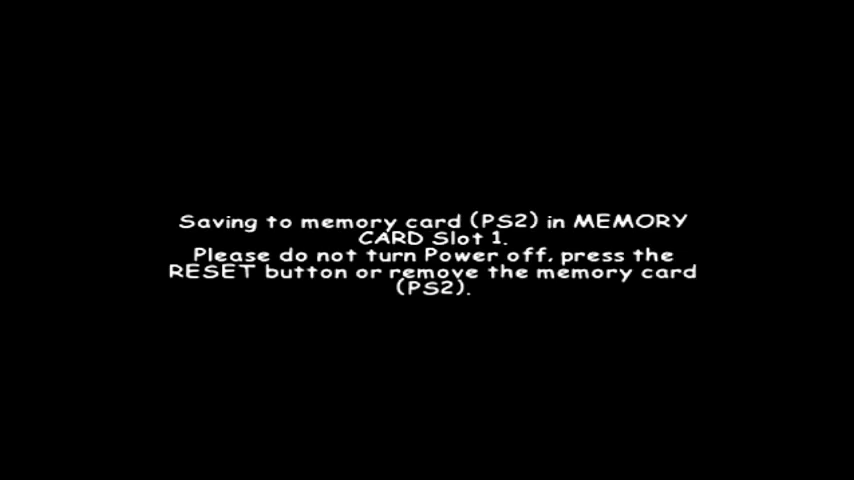 Saving to memory card (PS2) in MEMORY
CARD Slot 1.
Please do not turn Power off, press the
RESET button or remove the memory card
(PS2).